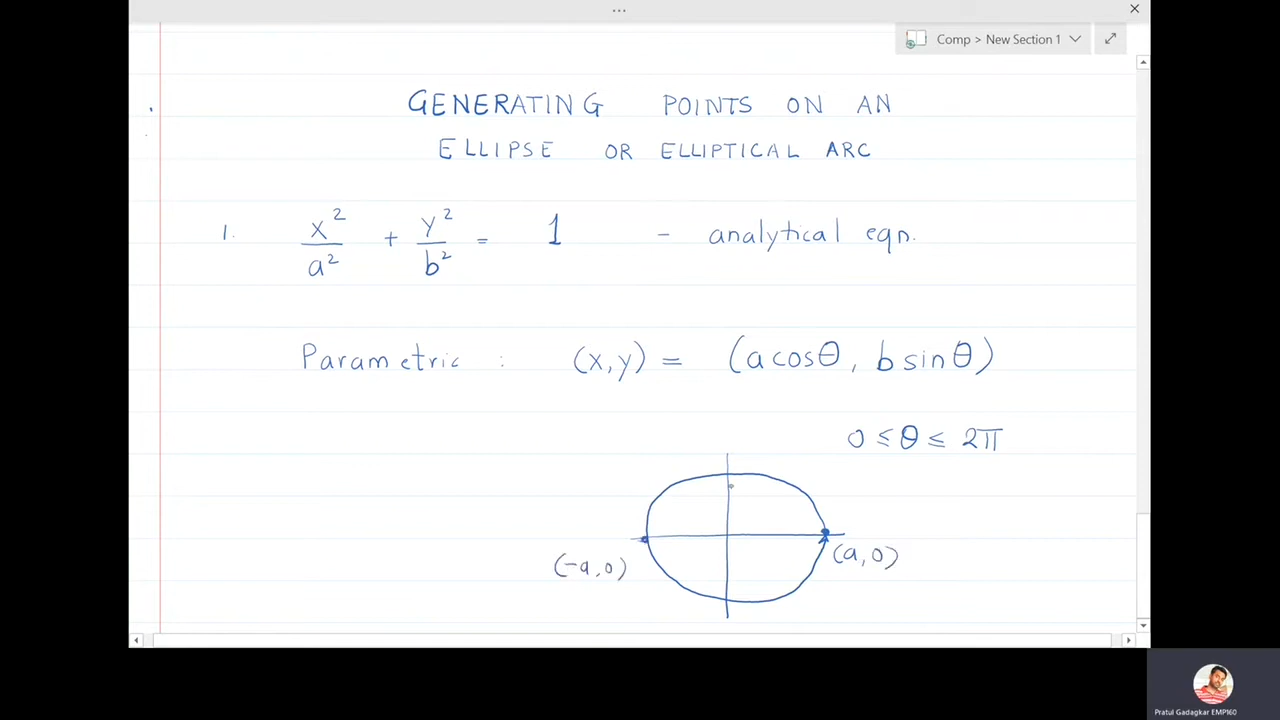 Comp > New Section 1
GENERATING POINTS ON AN
ELLIPSE OR ELLIPTICAL ARC
1. x²/a² + y²/b² = 1 - analytical eqn.
Parametric : (x,y) = (a cosθ, b sinθ)
0 ≤ θ ≤ 2π
(-a,0) (a,0)
Pratul Gadagkar EMP160